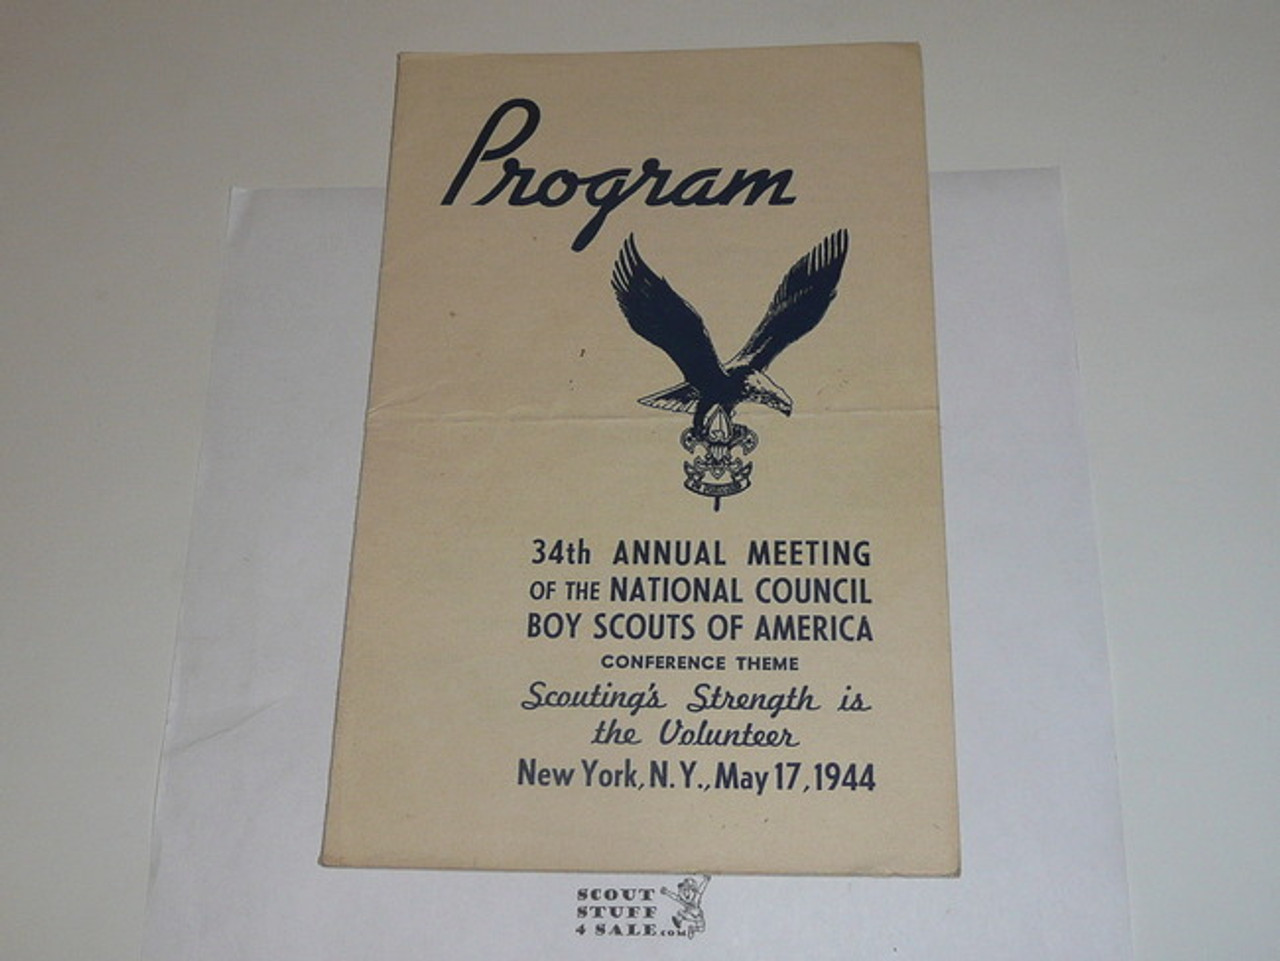 Program
34th ANNUAL MEETING
OF THE NATIONAL COUNCIL
BOY SCOUTS OF AMERICA
CONFERENCE THEME
Scouting's Strength is
the Volunteer
New York, N. Y., May 17, 1944
SCOUT
STUFF
4 SALE.COM